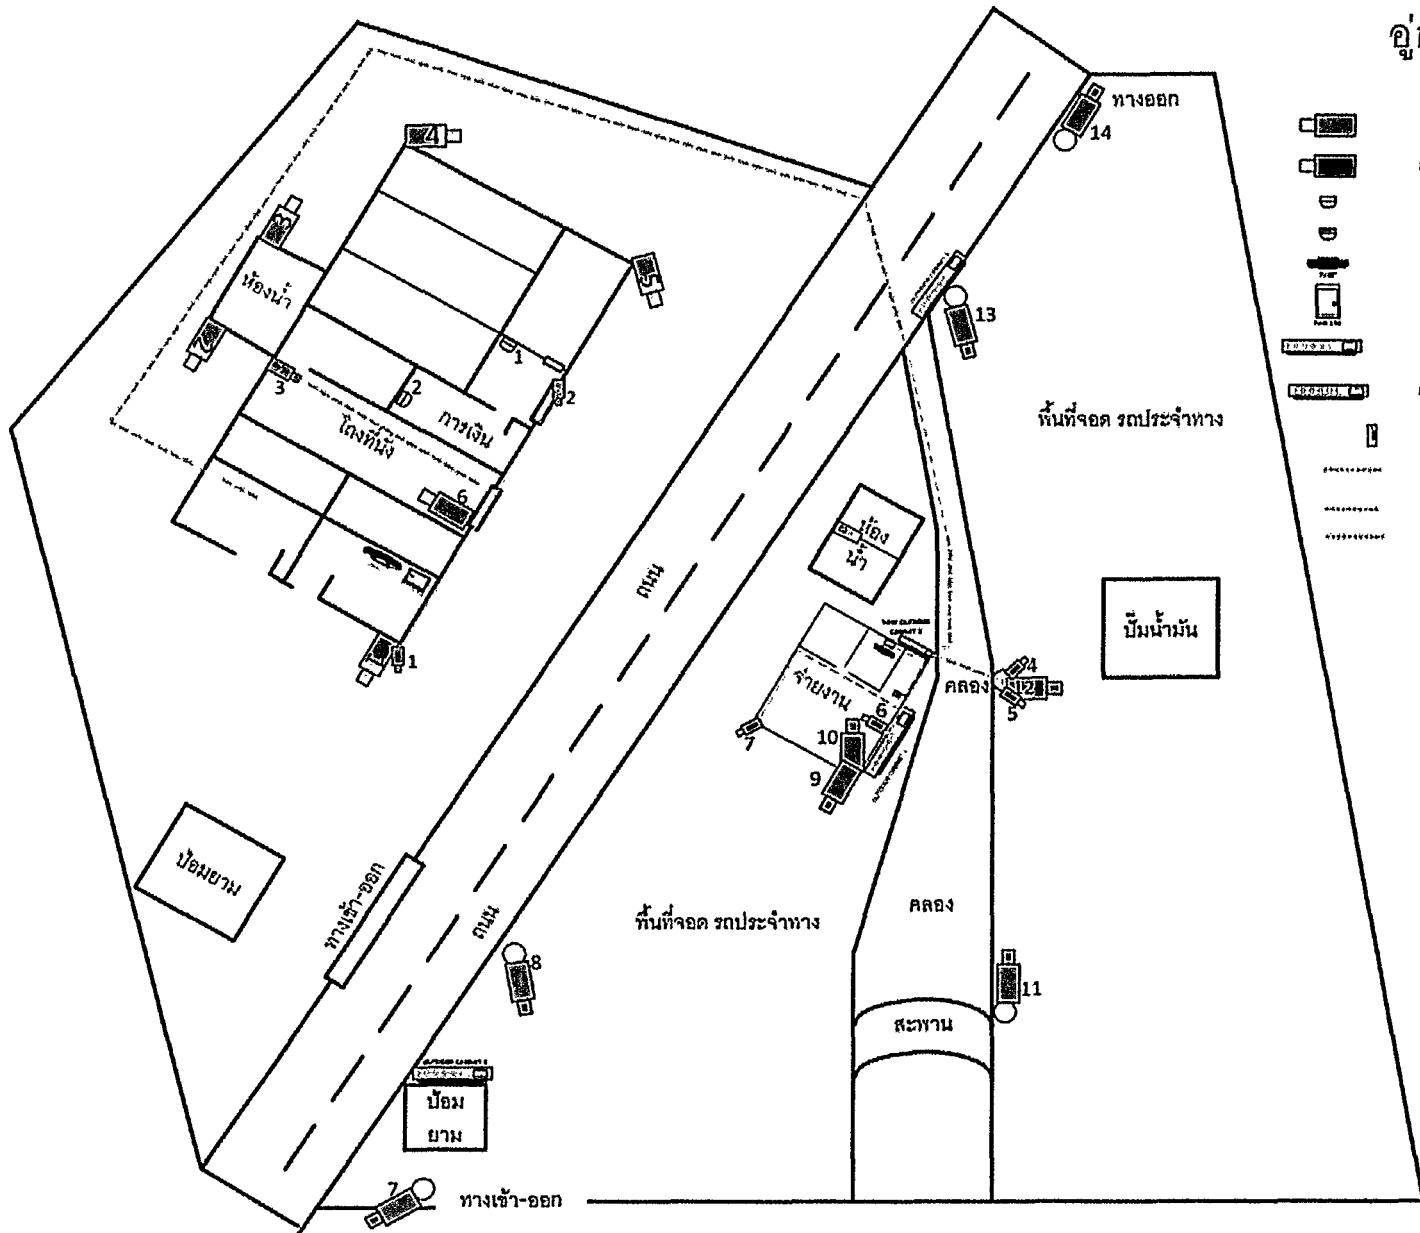 อู่
ทางออก
14
4
3
ห้องน้ำ
5
2
13
1
2
2
3
การเงิน
โถงที่นั่ง
พื้นที่จอด รถประจำทาง
6
ห้อง
น้ำ
ถนน
ปั๊มน้ำมัน
1
จ่ายงาน
คลอง
4
12
5
6
7
10
9
ป้อมยาม
ทางเข้า-ออก
ถนน
พื้นที่จอด รถประจำทาง
คลอง
8
11
สะพาน
ป้อม
ยาม
7
ทางเข้า-ออก